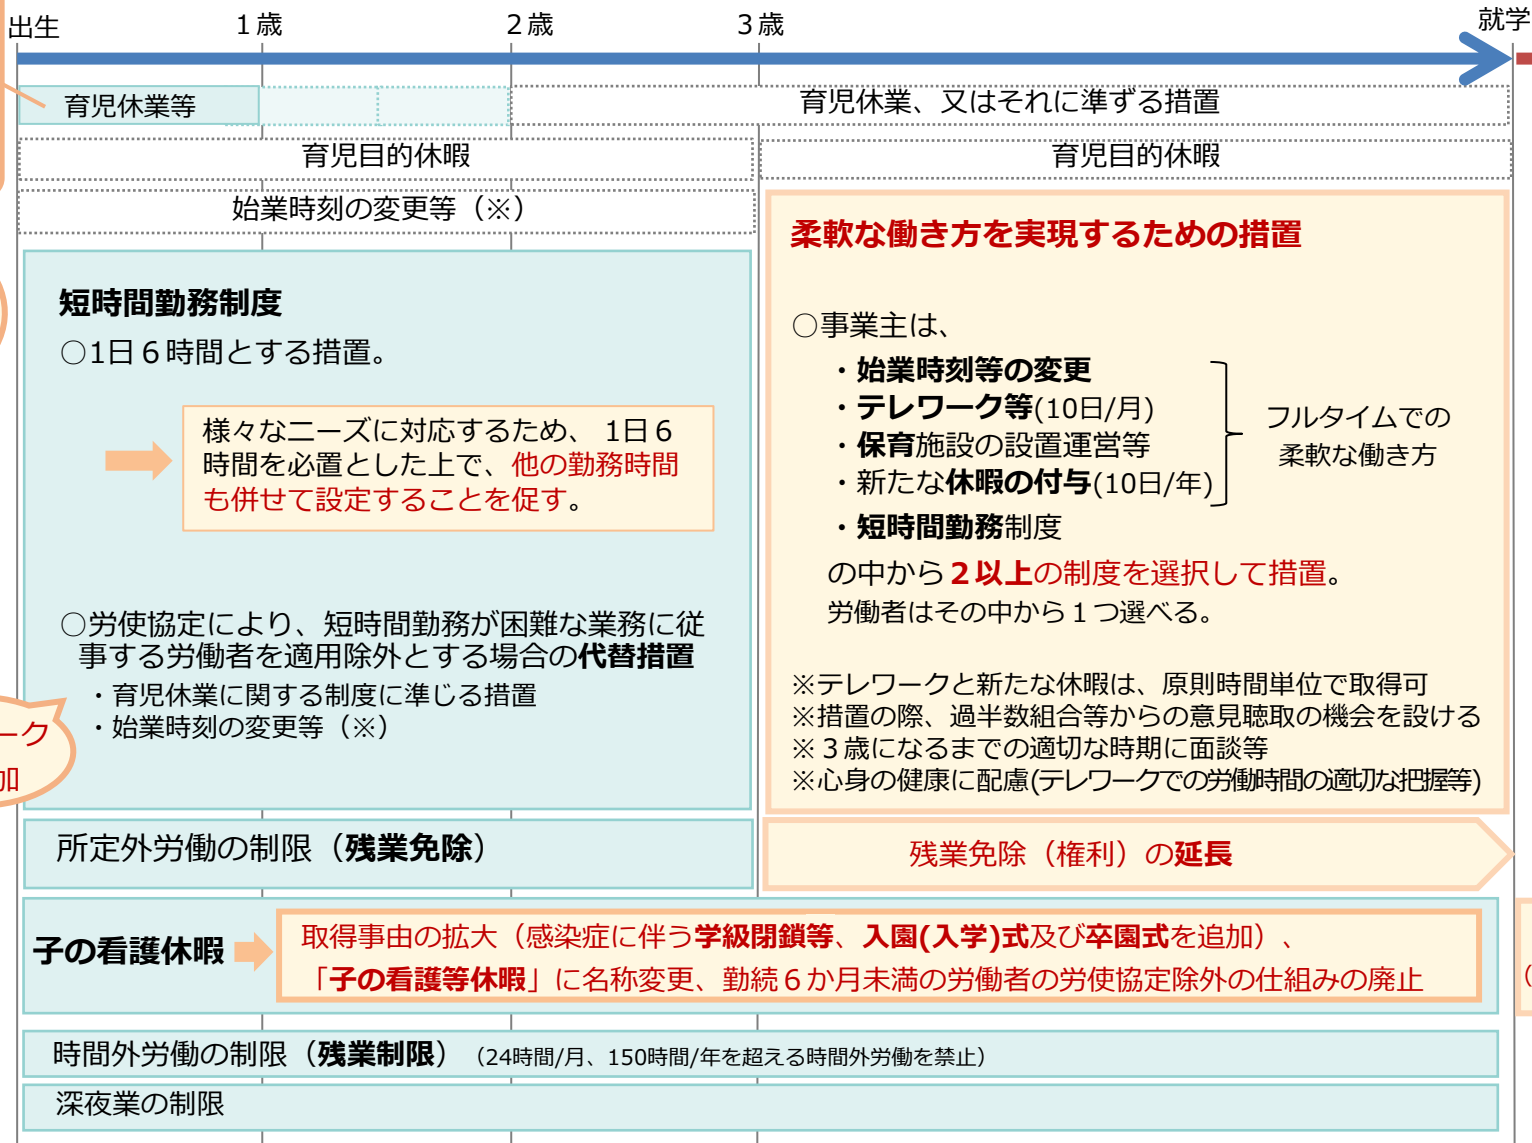 出生
1歳
2歳
3歳
就学
育児休業等
育児休業、又はそれに準ずる措置
育児目的休暇
育児目的休暇
始業時刻の変更等（※）
短時間勤務制度
○1日６時間とする措置。
様々なニーズに対応するため、 1日６
時間を必置とした上で、他の勤務時間
も併せて設定することを促す。
○労使協定により、短時間勤務が困難な業務に従
事する労働者を適用除外とする場合の代替措置
・育児休業に関する制度に準じる措置
・始業時刻の変更等（※）
ーク
加
柔軟な働き方を実現するための措置
○事業主は、
・始業時刻等の変更
・テレワーク等(10日/月)
・保育施設の設置運営等
・新たな休暇の付与(10日/年)
・短時間勤務制度
フルタイムでの
柔軟な働き方
の中から２以上の制度を選択して措置。
労働者はその中から１つ選べる。
※テレワークと新たな休暇は、原則時間単位で取得可
※措置の際、過半数組合等からの意見聴取の機会を設ける
※３歳になるまでの適切な時期に面談等
※心身の健康に配慮(テレワークでの労働時間の適切な把握等)
所定外労働の制限（残業免除）
残業免除（権利）の延長
子の看護休暇
取得事由の拡大（感染症に伴う学級閉鎖等、入園(入学)式及び卒園式を追加）、
「子の看護等休暇」に名称変更、勤続６か月未満の労働者の労使協定除外の仕組みの廃止
（
時間外労働の制限（残業制限）（24時間/月、150時間/年を超える時間外労働を禁止）
深夜業の制限